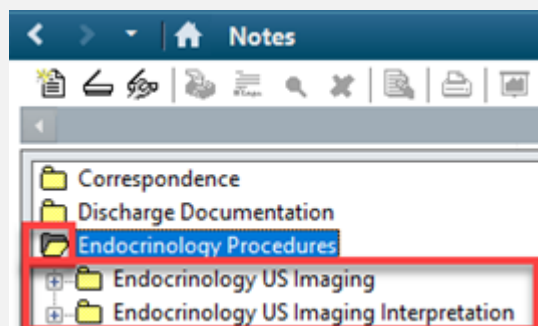 Notes
Correspondence
Discharge Documentation
Endocrinology Procedures
Endocrinology US Imaging
Endocrinology US Imaging Interpretation